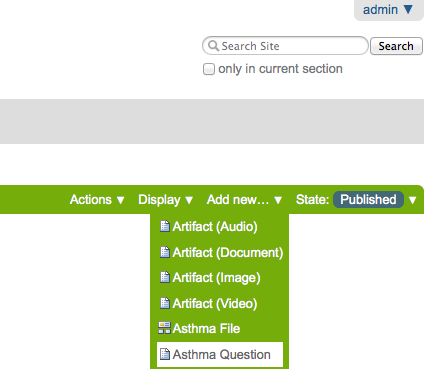 admin ▼
Search Site Search
only in current section
Actions ▼ Display ▼ Add new... ▼ State: Published ▼
Artifact (Audio)
Artifact (Document)
Artifact (Image)
Artifact (Video)
Asthma File
Asthma Question